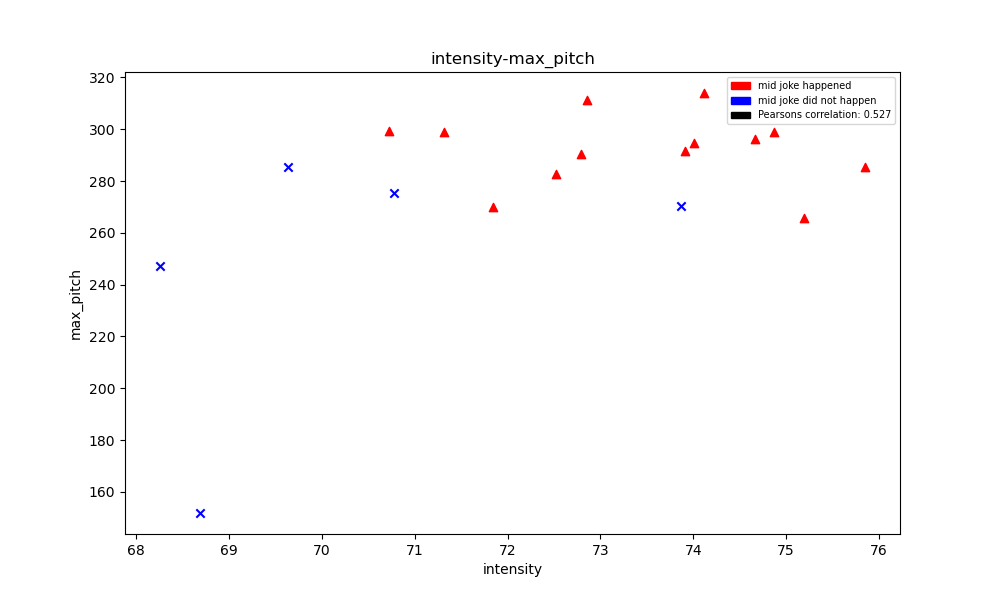 intensity-max_pitch
mid joke happened
mid joke did not happen
Pearsons correlation: 0.527
320
300
280
260
240
220
200
180
160
max_pitch
68 69 70 71 72 73 74 75 76
intensity